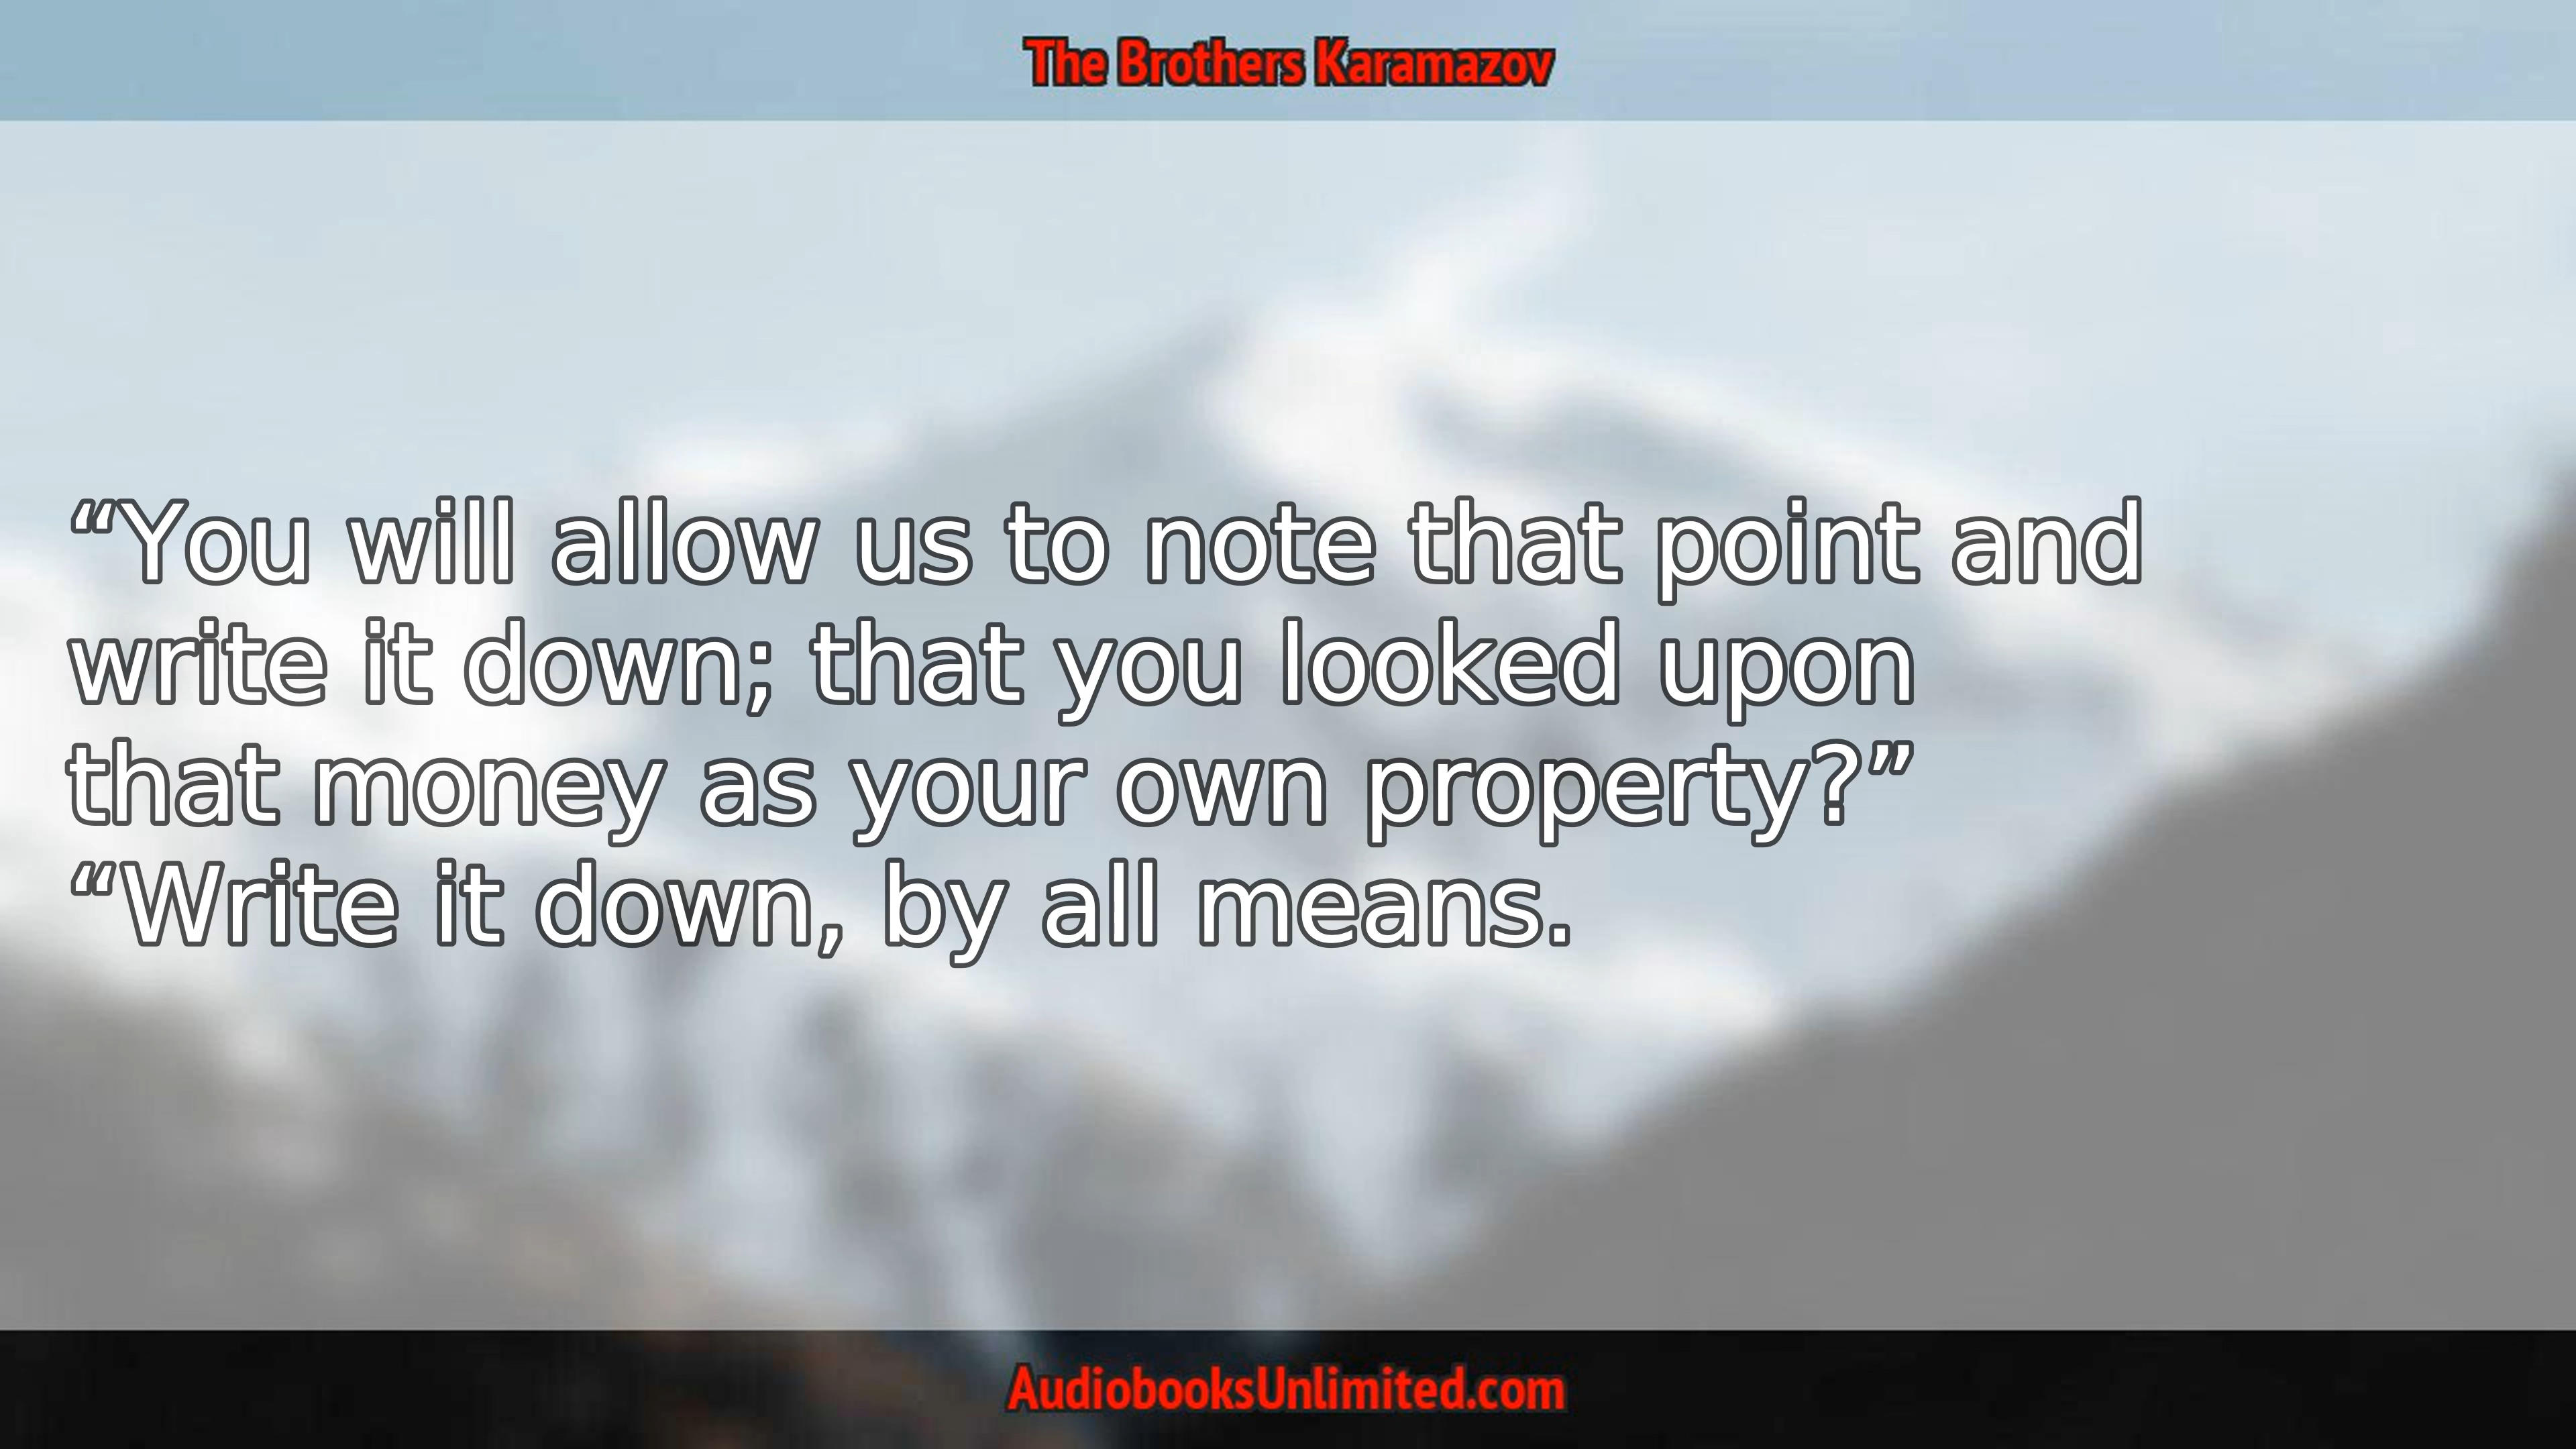 The Brothers Karamazov
“You will allow us to note that point and
write it down; that you looked upon
that money as your own property?”
“Write it down, by all means.
AudiobooksUnlimited.com